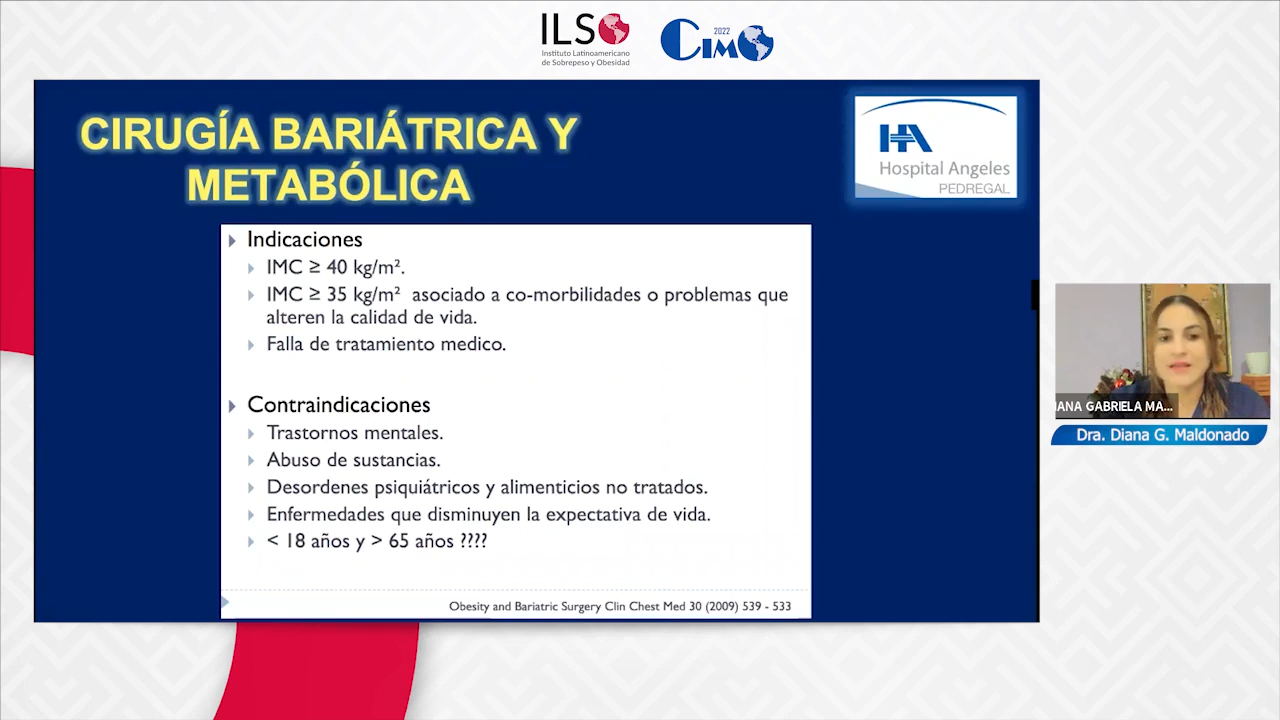 ILSO
Instituto Latinoamericano
de Sobrepeso y Obesidad
2022
CIMO
CIRUGÍA BARIÁTRICA Y
METABÓLICA
HA
Hospital Angeles
PEDREGAL
Indicaciones
IMC ≥ 40 kg/m².
IMC ≥ 35 kg/m² asociado a co-morbilidades o problemas que
alteren la calidad de vida.
Falla de tratamiento medico.
Contraindicaciones
Trastornos mentales.
Abuso de sustancias.
Desordenes psiquiátricos y alimenticios no tratados.
Enfermedades que disminuyen la expectativa de vida.
< 18 años y > 65 años ????
Obesity and Bariatric Surgery Clin Chest Med 30 (2009) 539 - 533
IANA GABRIELA MA...
Dra. Diana G. Maldonado